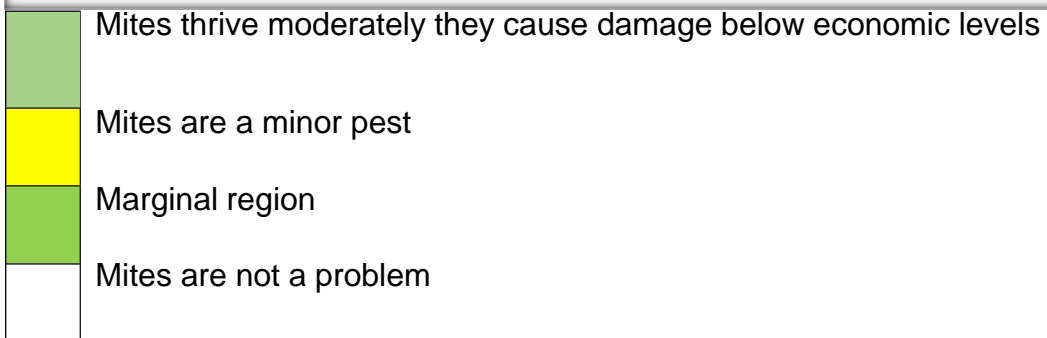 Mites thrive moderately they cause damage below economic levels
Mites are a minor pest
Marginal region
Mites are not a problem